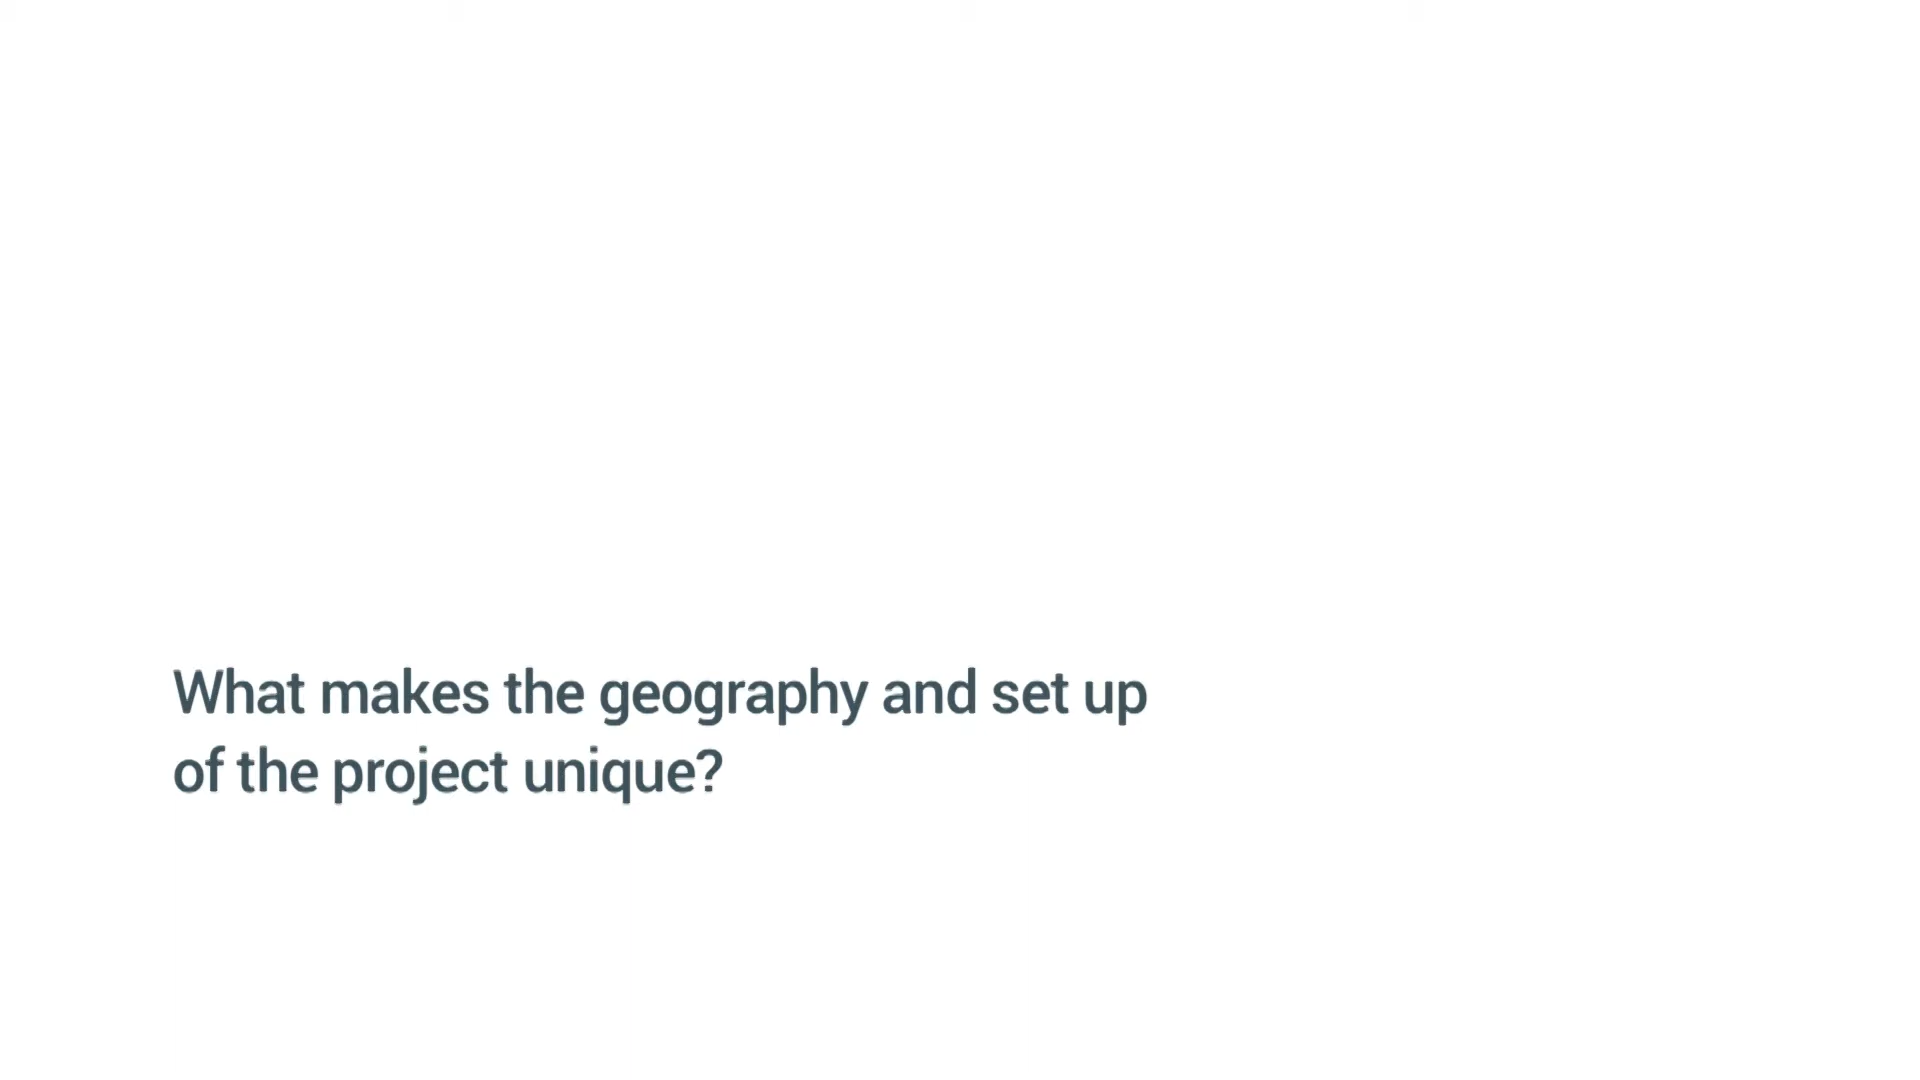 What makes the geography and set up
of the project unique?